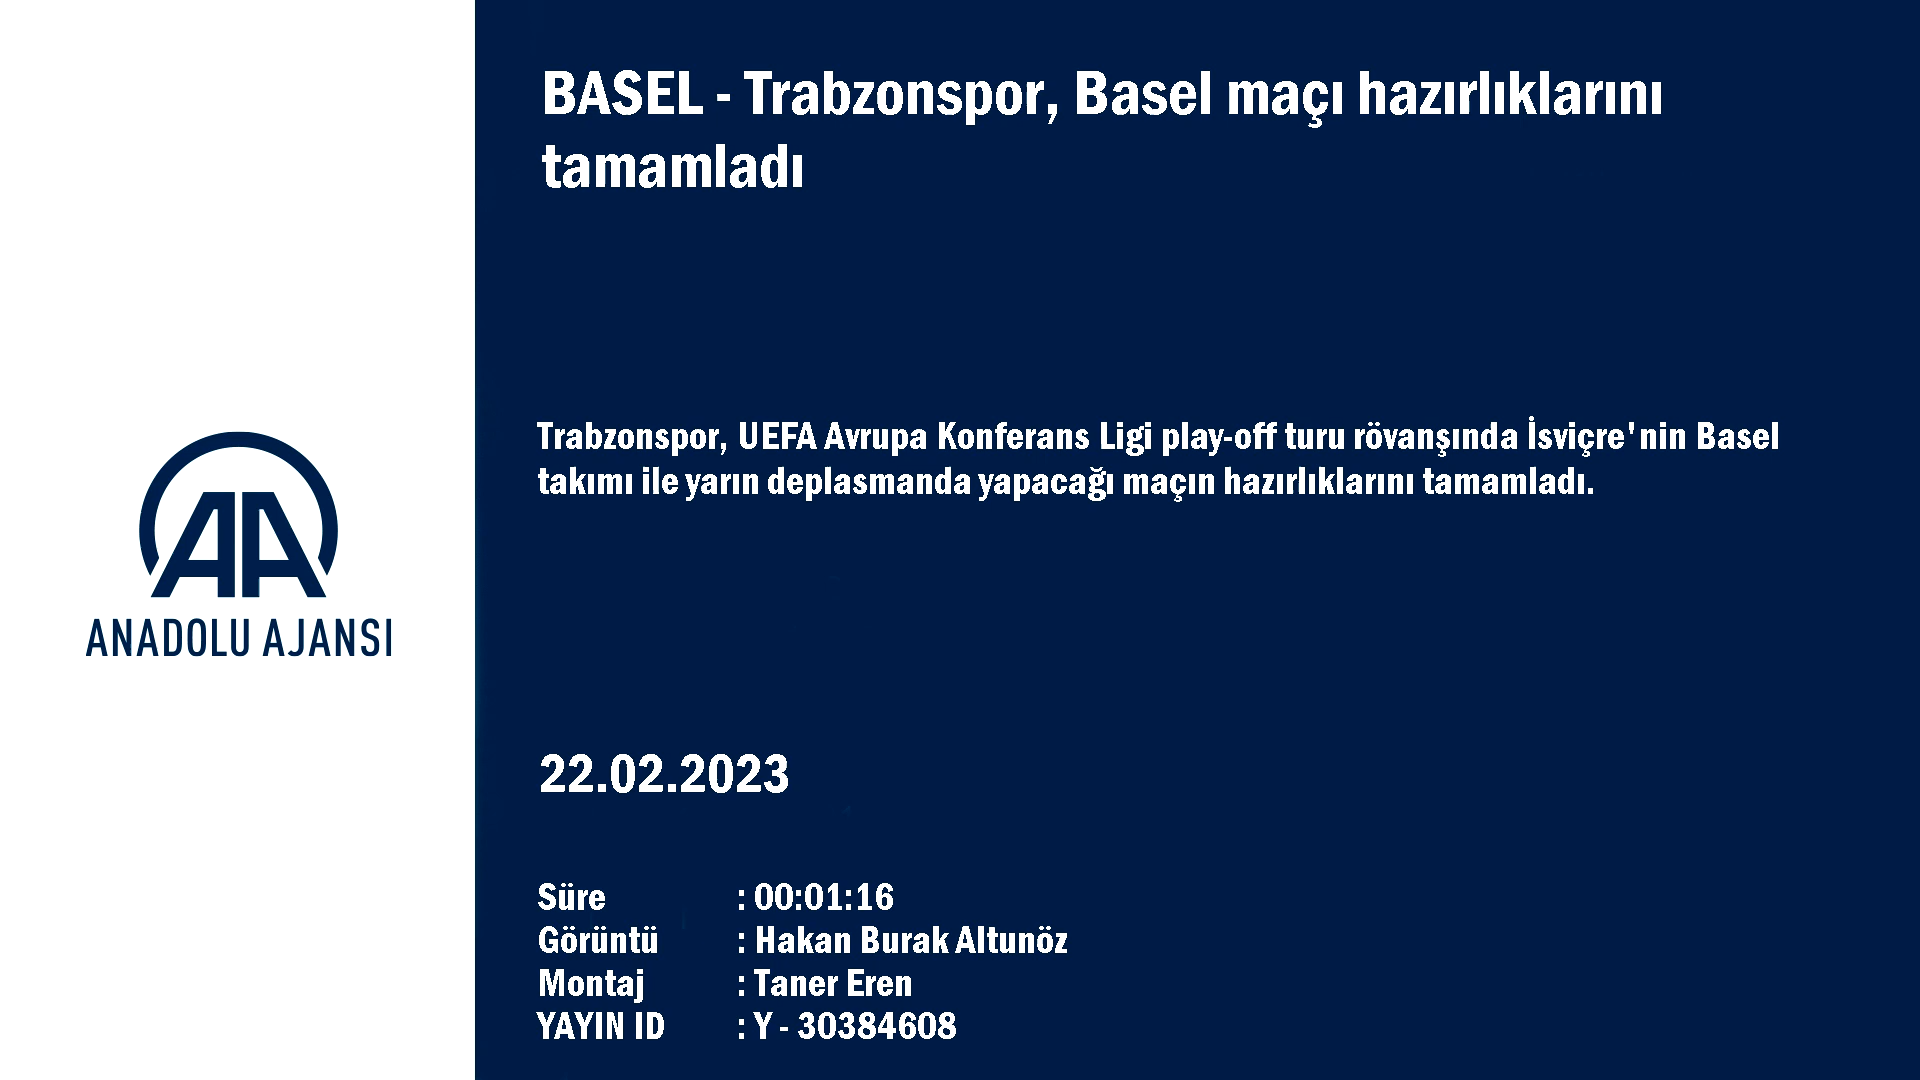 BASEL - Trabzonspor, Basel maçı hazırlıklarını
tamamladı
Trabzonspor, UEFA Avrupa Konferans Ligi play-off turu rövanşında İsviçre'nin Basel
takımı ile yarın deplasmanda yapacağı maçın hazırlıklarını tamamladı.
AA
ANADOLU AJANSI
22.02.2023
Süre : 00:01:16
Görüntü : Hakan Burak Altunöz
Montaj : Taner Eren
YAYIN ID : Y - 30384608